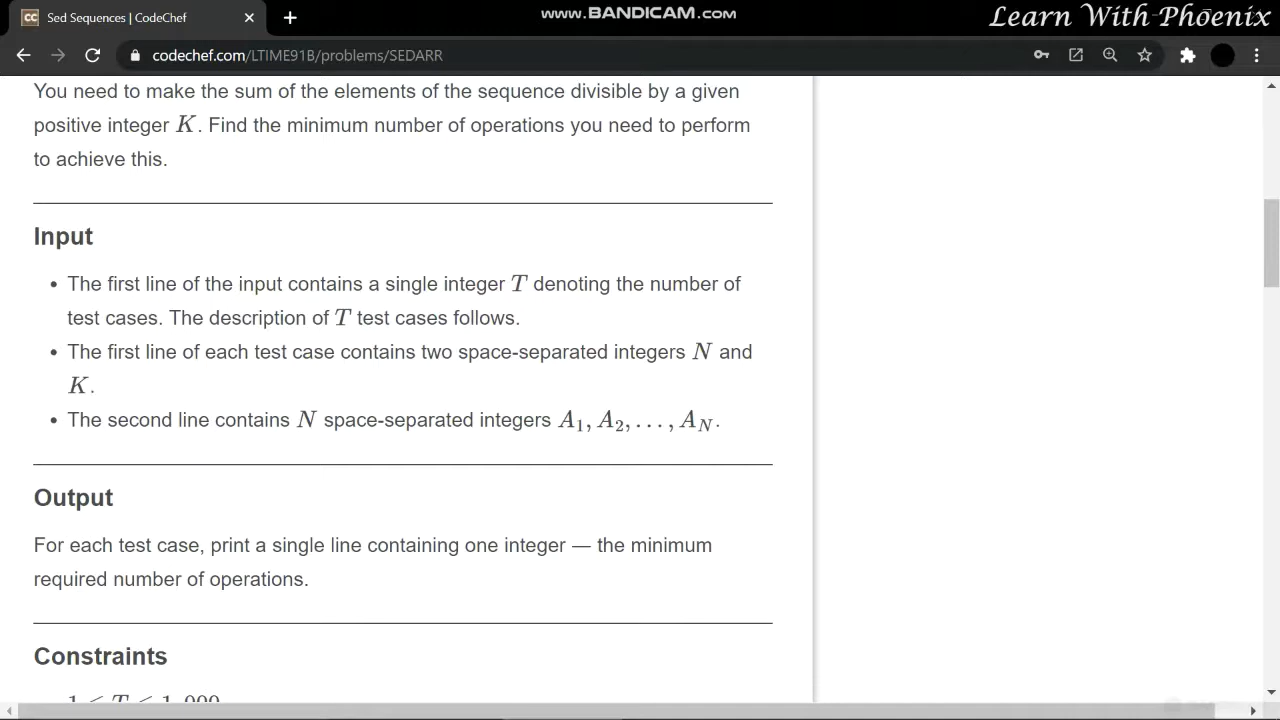 Sed Sequences | CodeChef
www.BANDICAM.com
Learn With Phoenix
codechef.com/LTIME91B/problems/SEDARR
You need to make the sum of the elements of the sequence divisible by a given
positive integer K. Find the minimum number of operations you need to perform
to achieve this.
Input
• The first line of the input contains a single integer T denoting the number of
test cases. The description of T test cases follows.
• The first line of each test case contains two space-separated integers N and
K.
• The second line contains N space-separated integers A₁, A₂, …, A_N.
Output
For each test case, print a single line containing one integer — the minimum
required number of operations.
Constraints
1 ≤ T ≤ 1,000